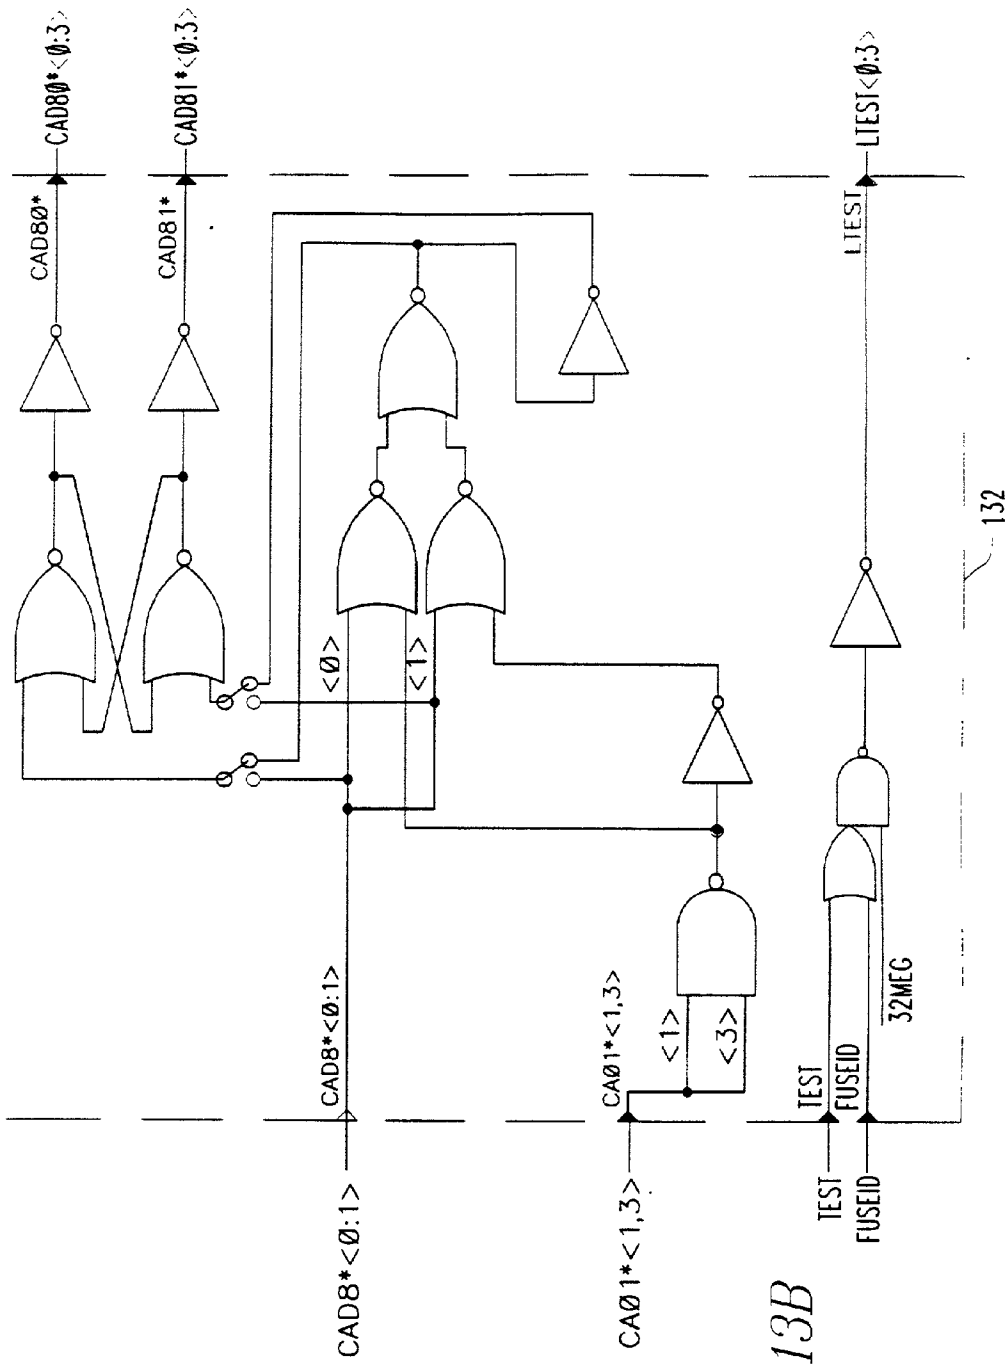 CAD80*
CAD80*<0:3>
CAD81*
CAD81*<0:3>
<0>
<1>
CAD8*<0:1>
CAD8*<0:1>
CA01*<1,3>
CA01*<1,3>
<1>
<3>
TEST
TEST
FUSEID
FUSEID
32MEG
LTEST
LTEST<0:3>
132
13B